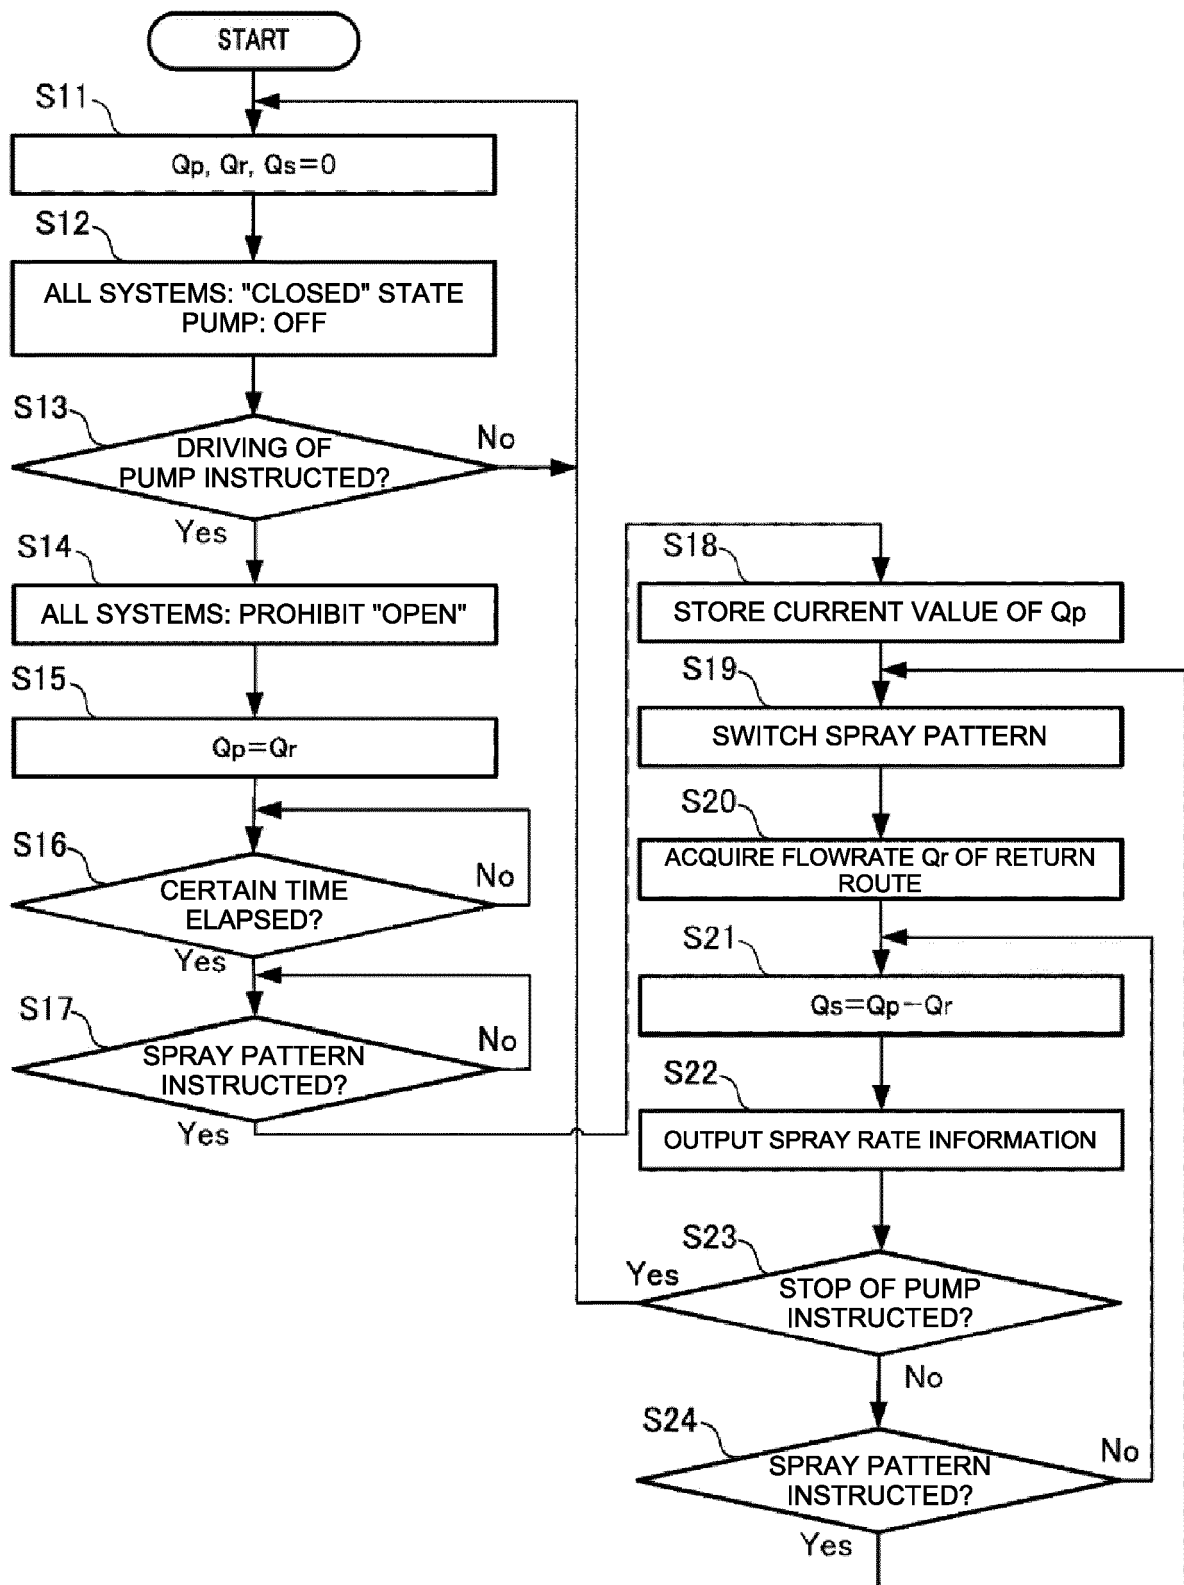 START
S11
Qp, Qr, Qs=0
S12
ALL SYSTEMS: "CLOSED" STATE
PUMP: OFF
S13
DRIVING OF
PUMP INSTRUCTED?
No
Yes
S14
ALL SYSTEMS: PROHIBIT "OPEN"
S15
Qp=Qr
S16
CERTAIN TIME
ELAPSED?
No
Yes
S17
SPRAY PATTERN
INSTRUCTED?
No
Yes
S18
STORE CURRENT VALUE OF Qp
S19
SWITCH SPRAY PATTERN
S20
ACQUIRE FLOWRATE Qr OF RETURN
ROUTE
S21
Qs=Qp-Qr
S22
OUTPUT SPRAY RATE INFORMATION
S23
Yes
STOP OF PUMP
INSTRUCTED?
No
S24
SPRAY PATTERN
INSTRUCTED?
No
Yes